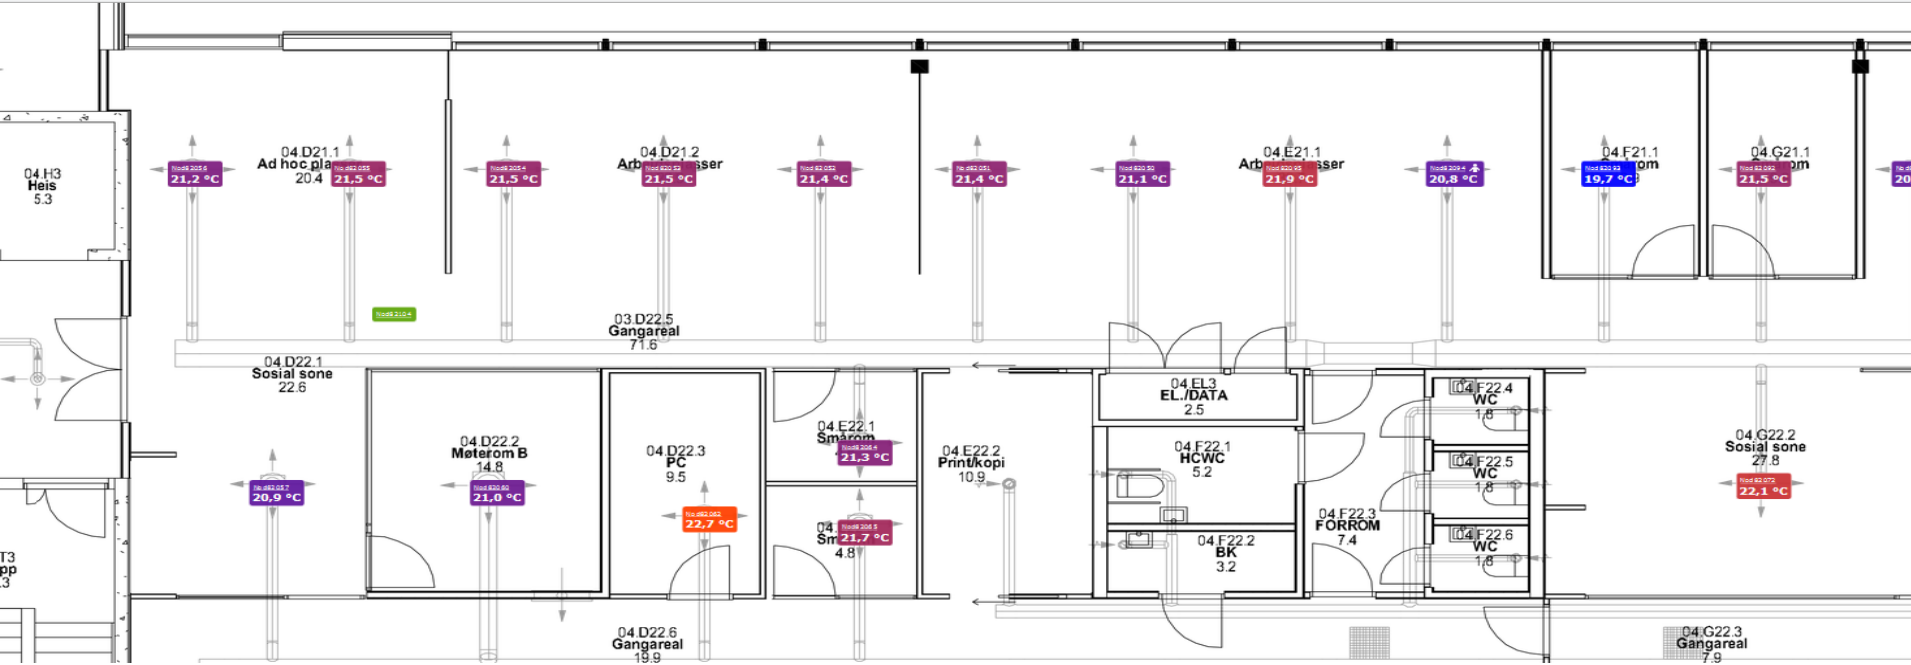 04.H3
Heis
5.3
04.D21.1
Ad hoc pla
20.4
21,2 °C
21,5 °C
21,5 °C
04.D21.2
21,5 °C
21,4 °C
21,4 °C
21,1 °C
04.E21.1
21,9 °C
20,8 °C
04.F21.1
19,7 °C
04.G21.1
21,5 °C
20
03.D22.5
Gangareal
71.6
04.D22.1
Sosial sone
22.6
20,9 °C
04.D22.2
Møterom B
14.8
21,0 °C
04.D22.3
PC
9.5
22,7 °C
04.E22.1
Smårom
21,3 °C
04.
Sm
21,7 °C
4.8
04.E22.2
Print/kopi
10.9
04.EL3
EL./DATA
2.5
04.F22.1
HCWC
5.2
04.F22.2
BK
3.2
04.F22.3
FORROM
7.4
04.F22.4
WC
1.8
04.F22.5
WC
1.8
04.F22.6
WC
1.8
04.G22.2
Sosial sone
27.8
22,1 °C
T3
pp
.3
04.D22.6
Gangareal
19.9
04.G22.3
Gangareal
7.9